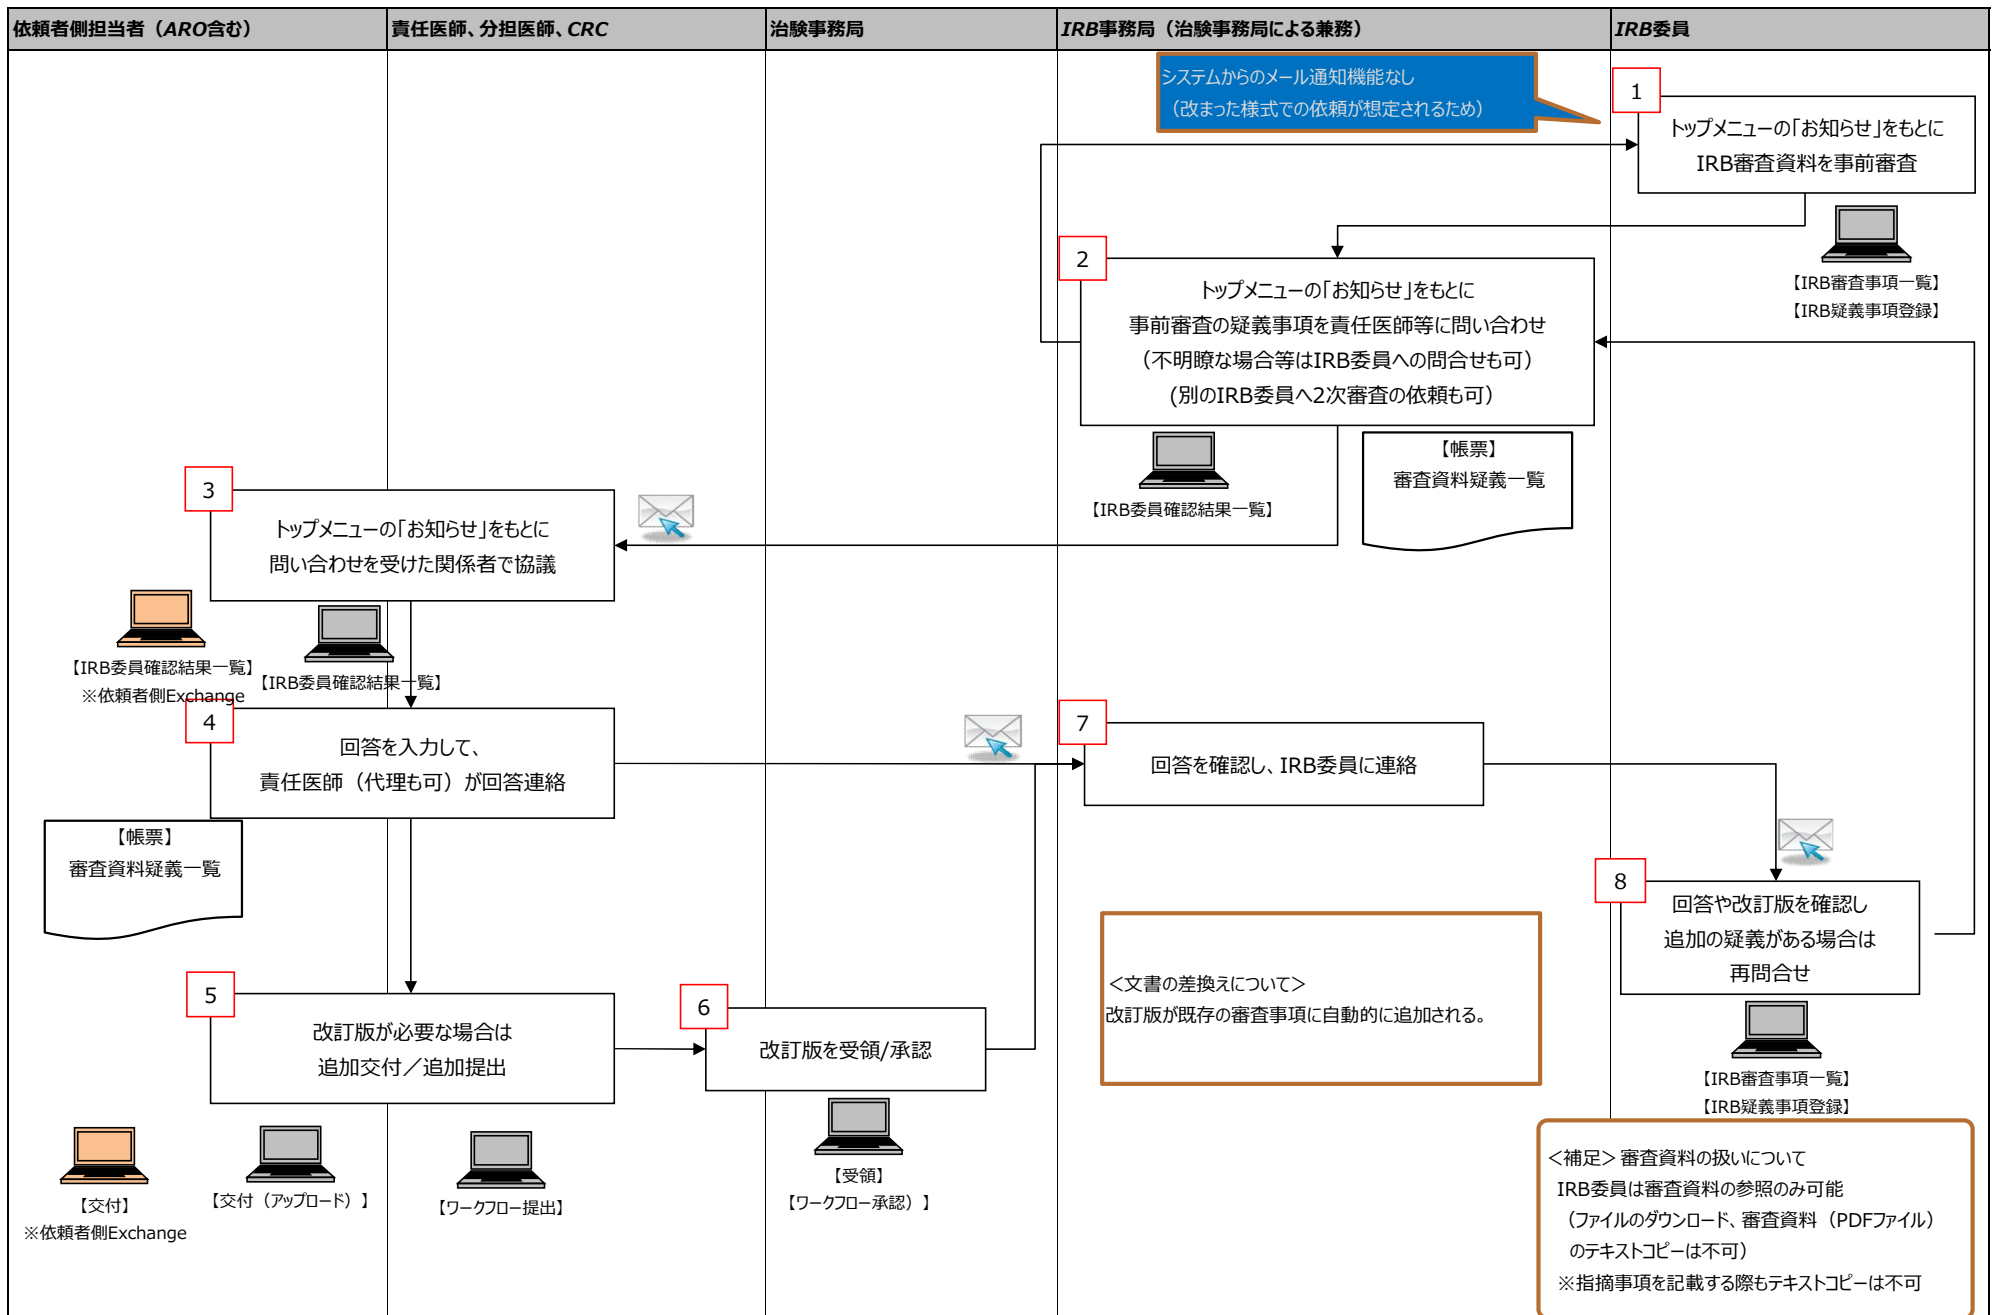 依頼者側担当者（ARO含む）
責任医師、分担医師、CRC
治験事務局
IRB事務局（治験事務局による兼務）
IRB委員
システムからのメール通知機能なし
（改まった様式での依頼が想定されるため）
1
トップメニューの「お知らせ」をもとに
IRB審査資料を事前審査
【IRB審査事項一覧】
【IRB疑義事項登録】
2
トップメニューの「お知らせ」をもとに
事前審査の疑義事項を責任医師等に問い合わせ
（不明瞭な場合等はIRB委員への問合せも可）
(別のIRB委員へ2次審査の依頼も可）
【IRB委員確認結果一覧】
【帳票】
審査資料疑義一覧
3
トップメニューの「お知らせ」をもとに
問い合わせを受けた関係者で協議
【IRB委員確認結果一覧】
※依頼者側Exchange
【IRB委員確認結果一覧】
4
回答を入力して、
責任医師（代理も可）が回答連絡
【帳票】
審査資料疑義一覧
7
回答を確認し、IRB委員に連絡
8
回答や改訂版を確認し
追加の疑義がある場合は
再問合せ
【IRB審査事項一覧】
【IRB疑義事項登録】
5
改訂版が必要な場合は
追加交付／追加提出
6
改訂版を受領/承認
＜文書の差換えについて＞
改訂版が既存の審査事項に自動的に追加される。
【交付】
※依頼者側Exchange
【交付（アップロード）】
【ワークフロー提出】
【受領】
【ワークフロー承認）】
＜補足＞審査資料の扱いについて
IRB委員は審査資料の参照のみ可能
（ファイルのダウンロード、審査資料（PDFファイル）
のテキストコピーは不可）
※指摘事項を記載する際もテキストコピーは不可